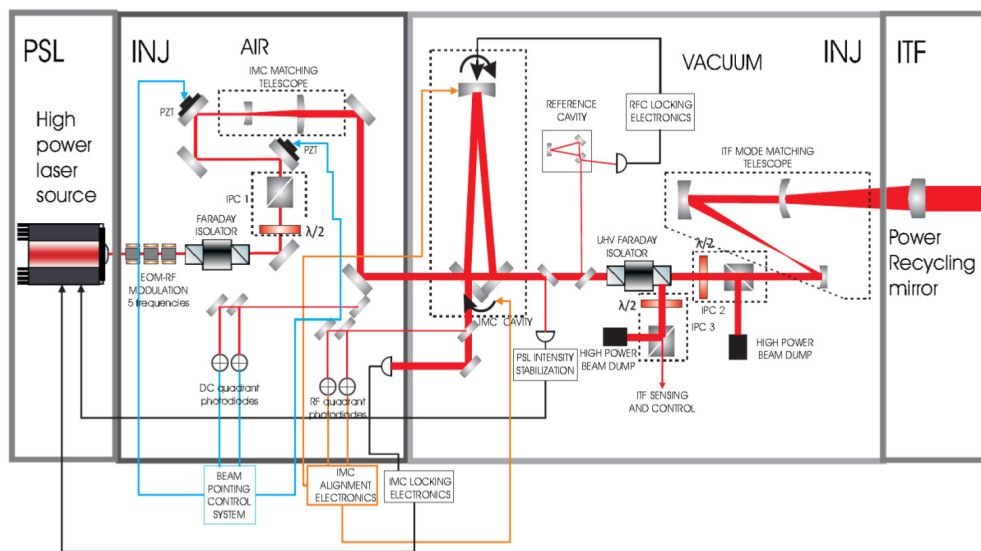 PSL
INJ
AIR
VACUUM
INJ
ITF
High
power
laser
source
IMC MATCHING
TELESCOPE
PZT
PZT
IPC 1
λ/2
FARADAY
ISOLATOR
EOM-RF
MODULATION
5 frequencies
REFERENCE
CAVITY
RFC LOCKING
ELECTRONICS
ITF MODE MATCHING
TELESCOPE
UHV FARADAY
ISOLATOR
λ/2
IPC 2
λ/2
IPC 3
Power
Recycling
mirror
IMC CAVITY
HIGH POWER
BEAM DUMP
HIGH POWER
BEAM DUMP
PSL INTENSITY
STABILIZATION
ITF SENSING
AND CONTROL
DC quadrant
photodiodes
RF quadrant
photodiodes
BEAM
POINTING
CONTROL
SYSTEM
IMC
ALIGNMENT
ELECTRONICS
IMC LOCKING
ELECTRONICS